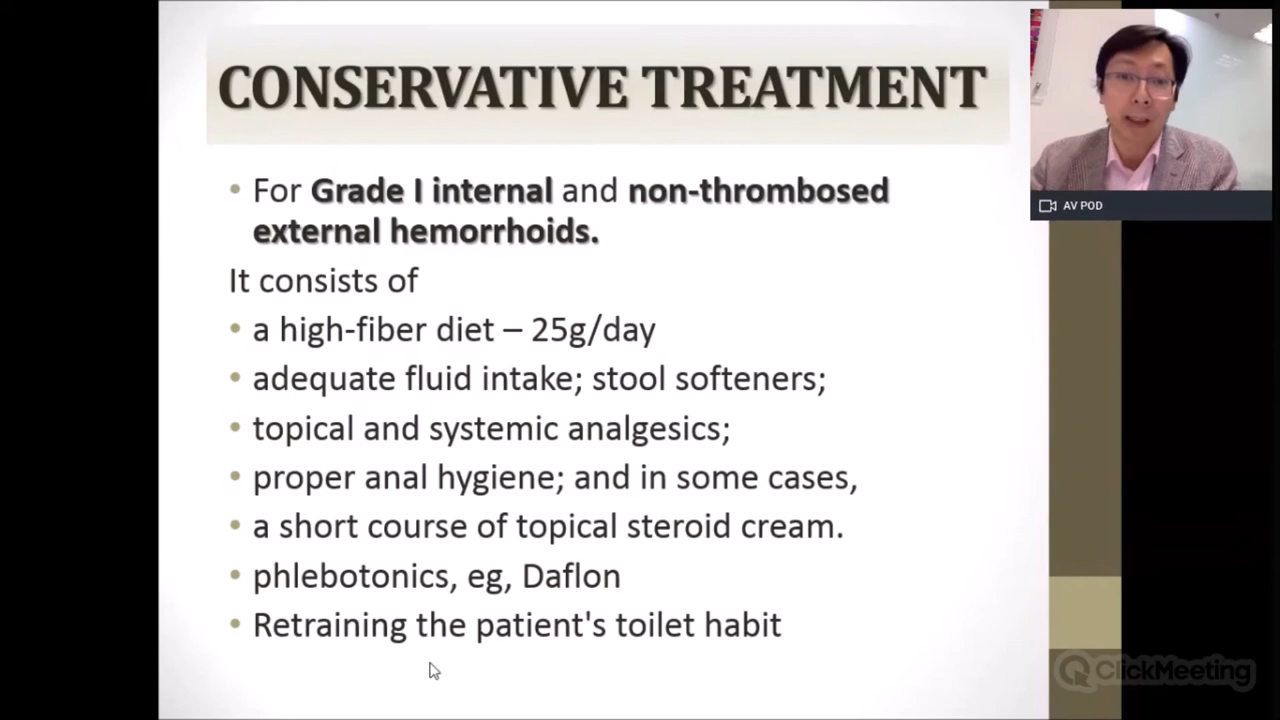 CONSERVATIVE TREATMENT
• For Grade I internal and non-thrombosed
external hemorrhoids.
It consists of
• a high-fiber diet – 25g/day
• adequate fluid intake; stool softeners;
• topical and systemic analgesics;
• proper anal hygiene; and in some cases,
• a short course of topical steroid cream.
• phlebotonics, eg, Daflon
• Retraining the patient's toilet habit
AV POD
ClickMeeting